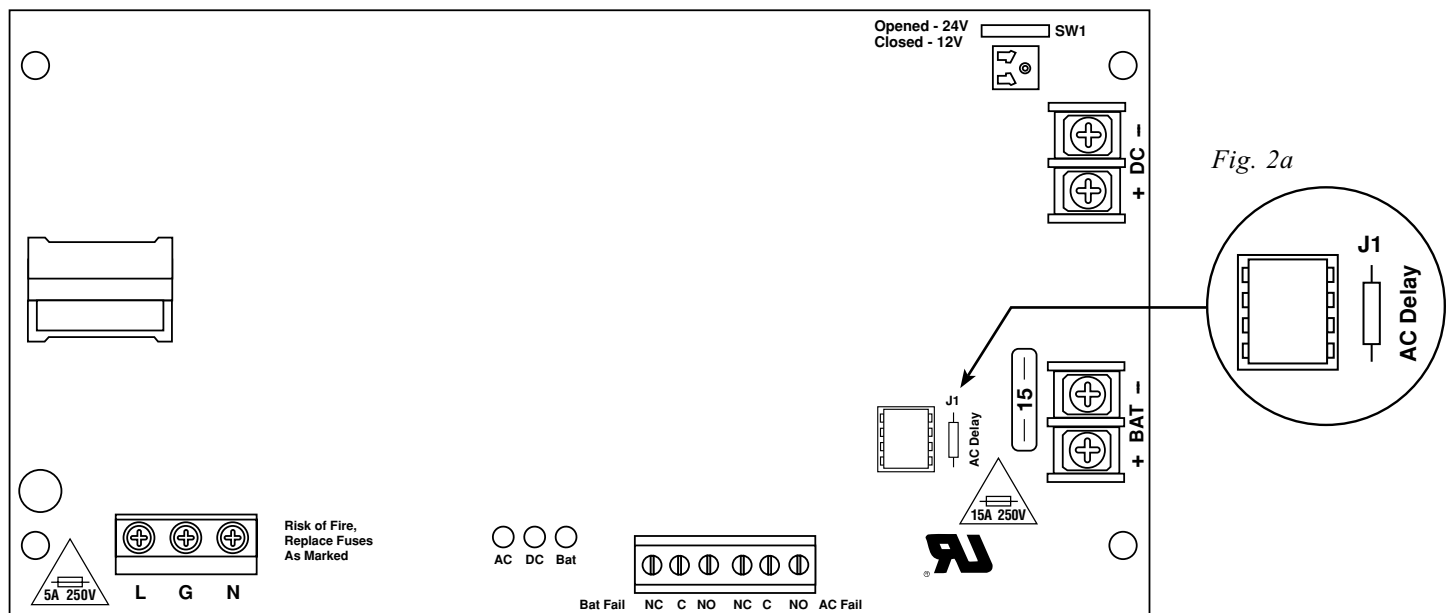 Opened - 24V
Closed - 12V
SW1
− DC +
Fig. 2a
J1
AC Delay
15
− BAT +
J1
AC Delay
15A 250V
Risk of Fire,
Replace Fuses
As Marked
AC DC Bat
5A 250V
L G N
RU
®
Bat Fail NC C NO NC C NO AC Fail